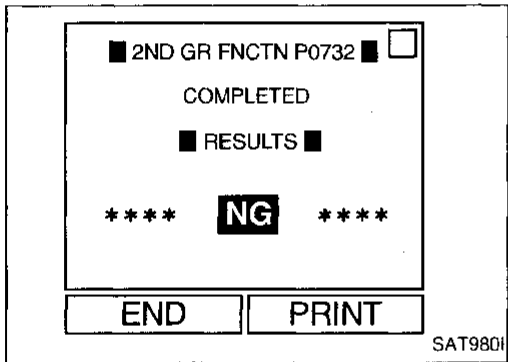 2ND GR FNCTN P0732
COMPLETED
RESULTS
**** NG ****
END PRINT
SAT980I